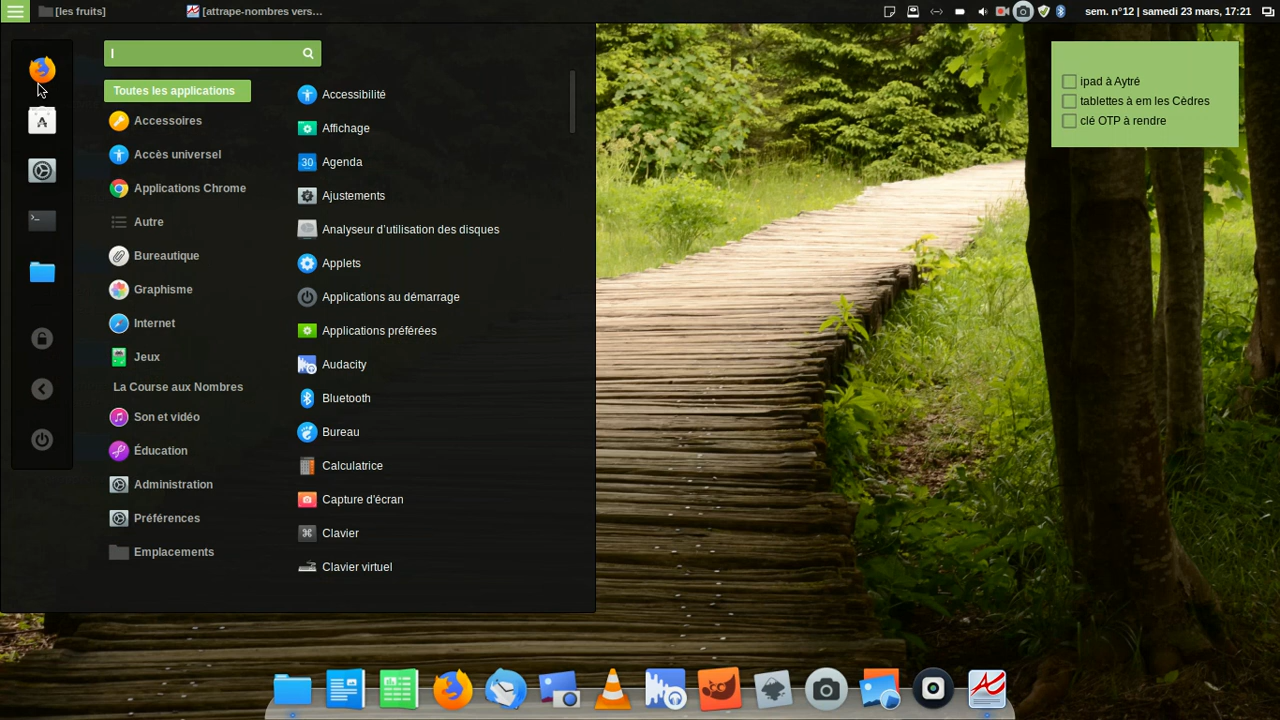 [les fruits]
[attrape-nombres vers...
sem. n°12 | samedi 23 mars, 17:21
Toutes les applications
Accessoires
Accès universel
Applications Chrome
Autre
Bureautique
Graphisme
Internet
Jeux
La Course aux Nombres
Son et vidéo
Éducation
Administration
Préférences
Emplacements
Accessibilité
Affichage
30
Agenda
Ajustements
Analyseur d'utilisation des disques
Applets
Applications au démarrage
Applications préférées
Audacity
Bluetooth
Bureau
Calculatrice
Capture d'écran
Clavier
Clavier virtuel
ipad à Aytré
tablettes à em les Cèdres
clé OTP à rendre